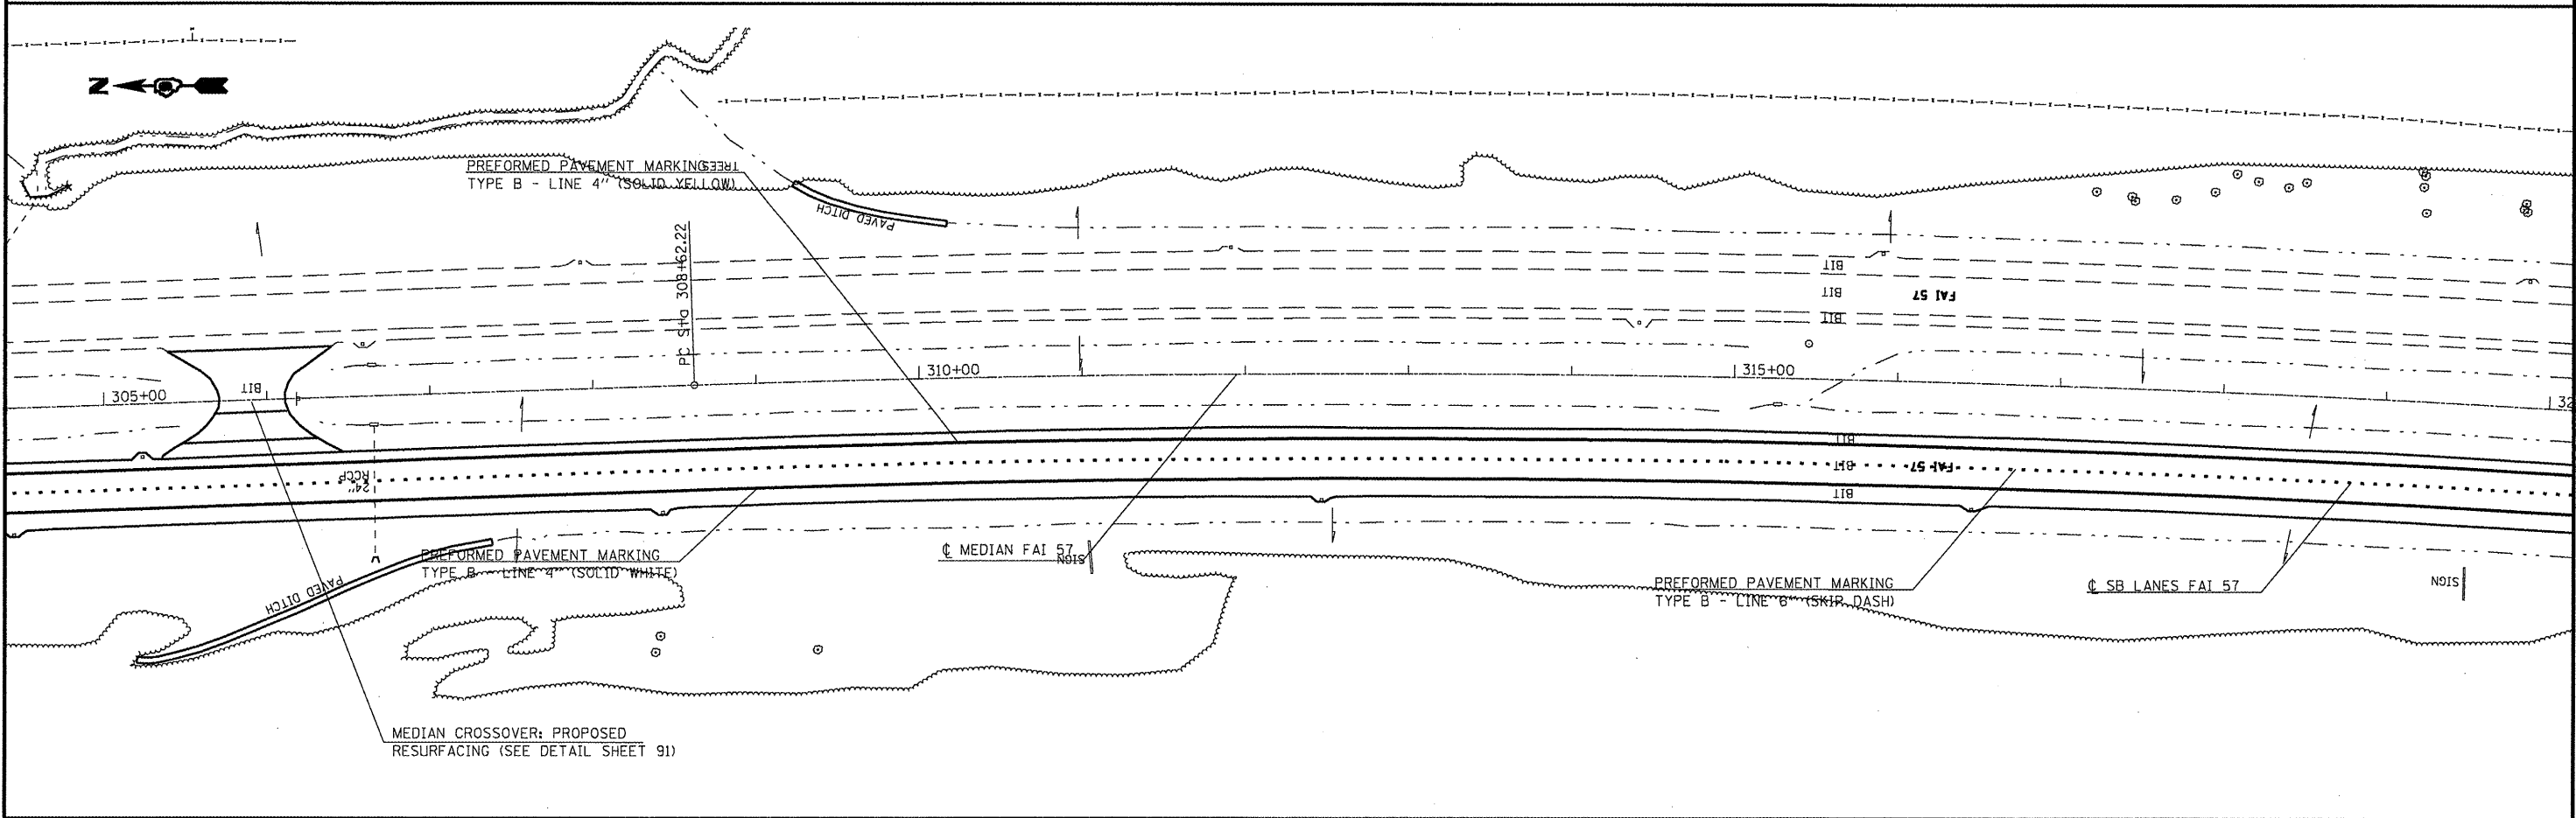 N
PREFORMED PAVEMENT MARKING
TREES
TYPE B - LINE 4" (SOLID YELLOW)
PAVED DITCH
PC Sta 308+62.22
BIT
BIT
FAI 57
BIT
305+00
BIT
310+00
315+00
32
BIT
BIT
FAI 57
BIT
24"
RCCP
PREFORMED PAVEMENT MARKING
TYPE B - LINE 4" (SOLID WHITE)
PAVED DITCH
℄ MEDIAN FAI 57
SIGN
PREFORMED PAVEMENT MARKING
TYPE B - LINE 6" (SKIP DASH)
℄ SB LANES FAI 57
SIGN
MEDIAN CROSSOVER: PROPOSED
RESURFACING (SEE DETAIL SHEET 91)